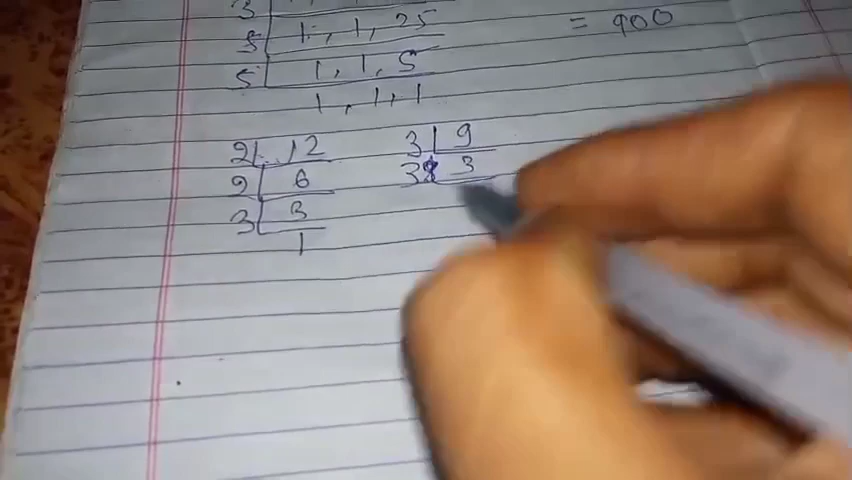 3
5 1, 1, 25 = 900
5 1, 1, 5
1, 1, 1
2 12 3 9
2 6 3 3
3 3
1